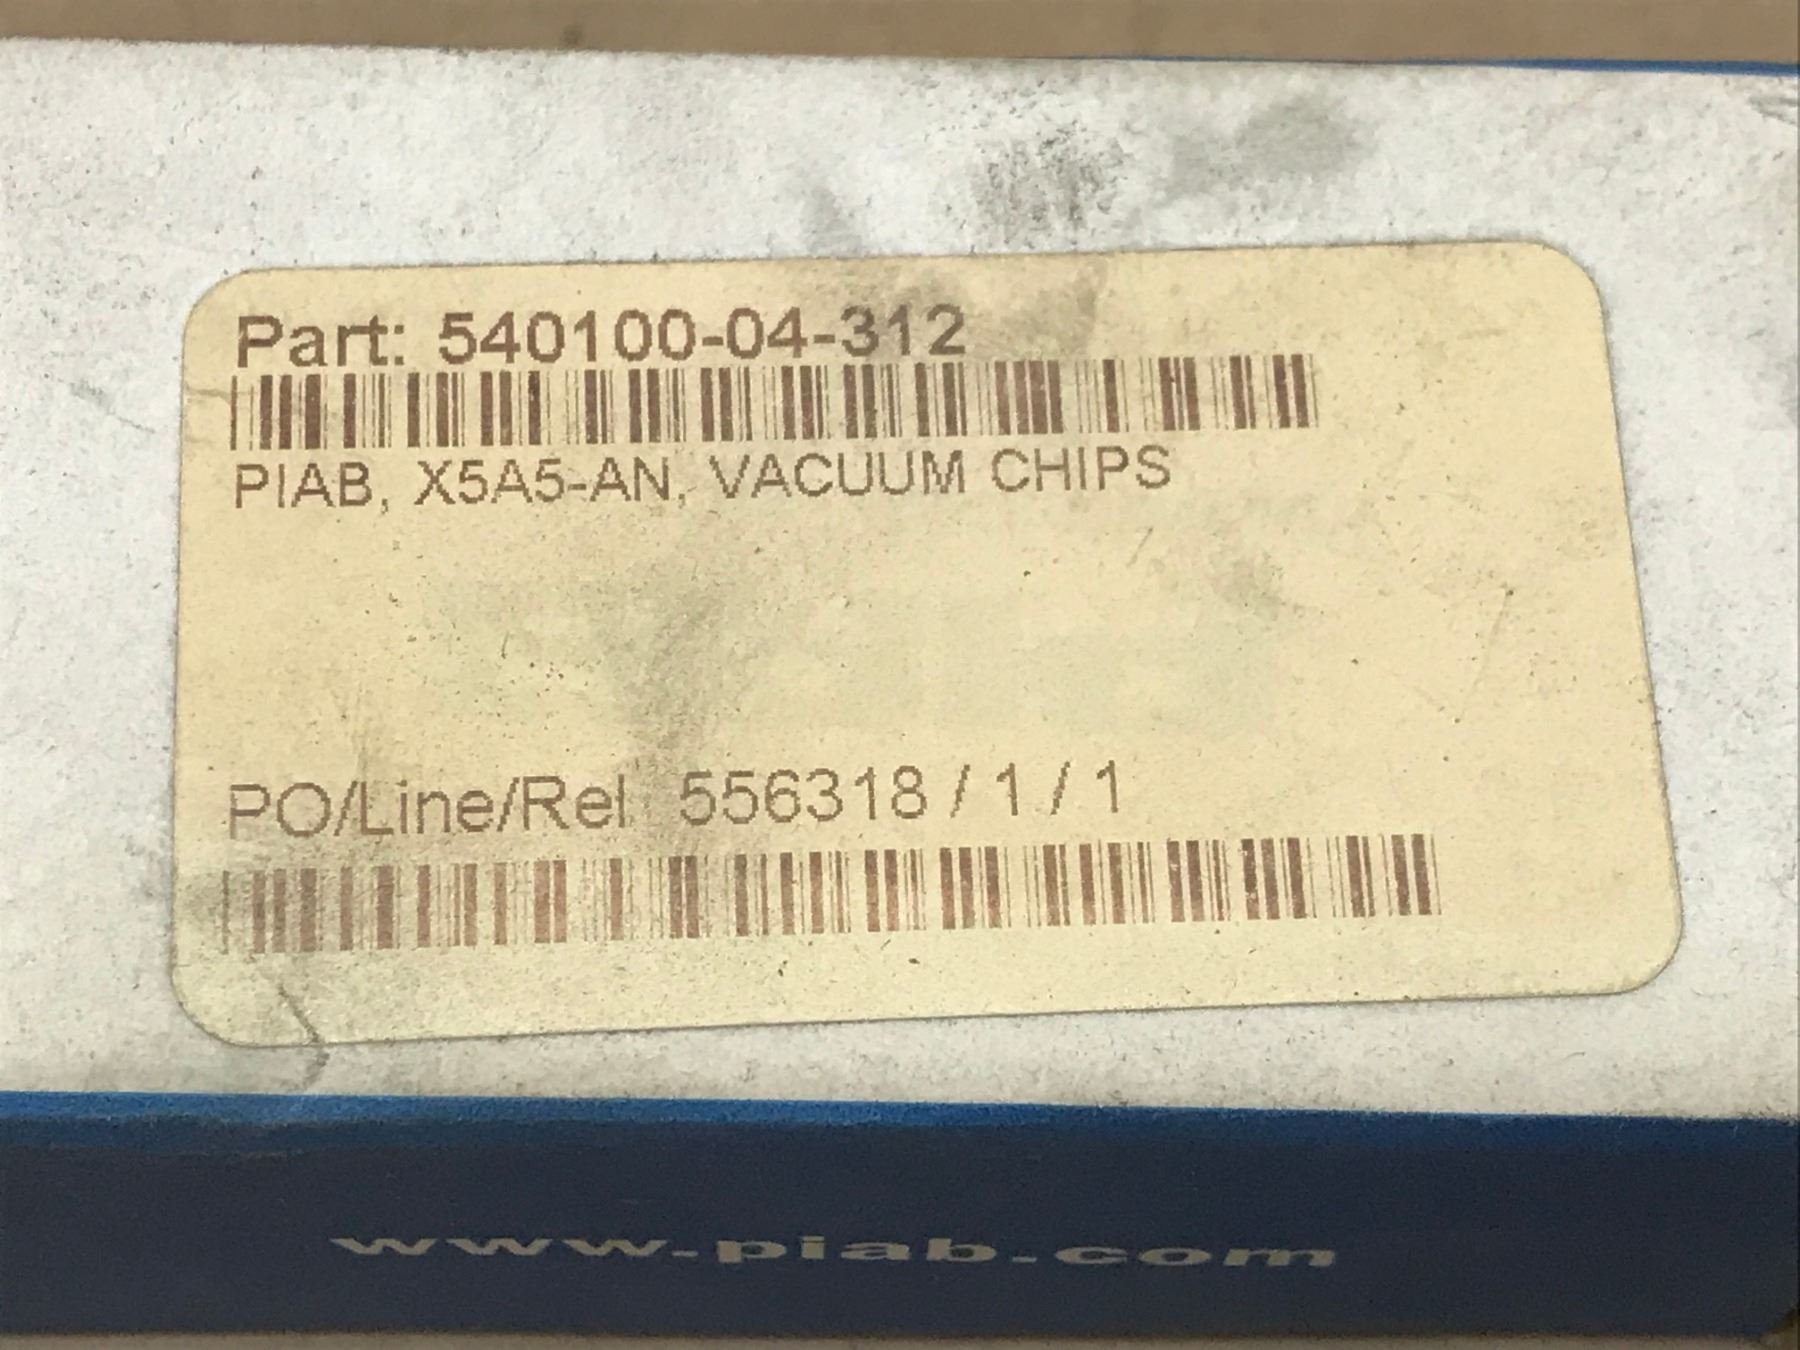 Part: 540100-04-312
PIAB, X5A5-AN, VACUUM CHIPS
PO/Line/Rel 556318 / 1 / 1
www.piab.com